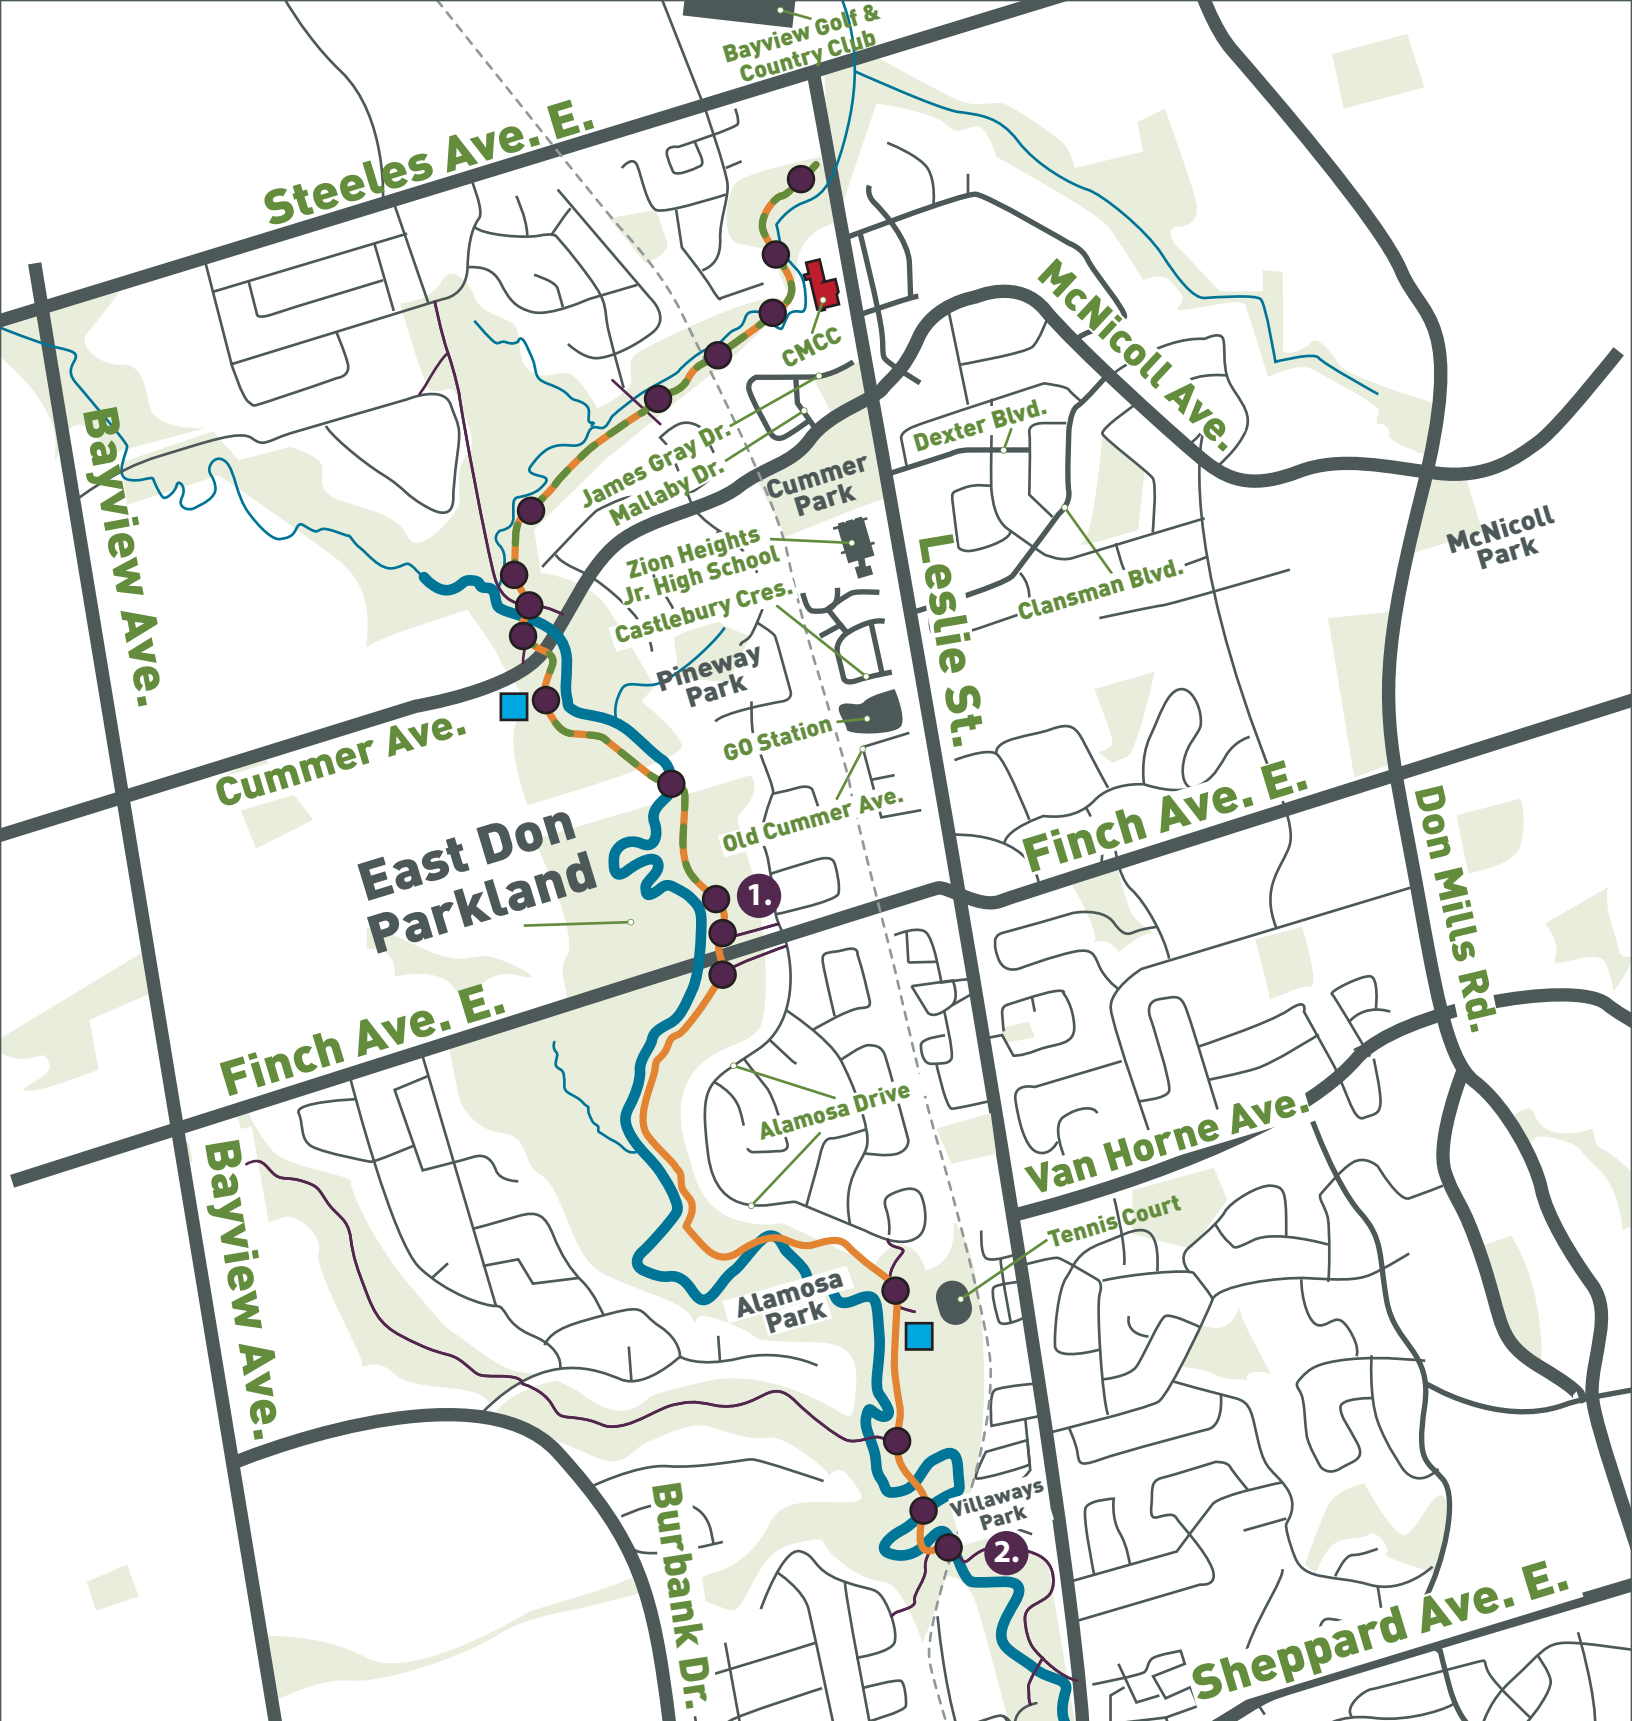 Bayview Golf &
Country Club
Steeles Ave. E.
McNicoll Ave.
CMCC
Bayview Ave.
James Gray Dr.
Mallaby Dr.
Dexter Blvd.
Cummer
Park
McNicoll
Park
Zion Heights
Jr. High School
Castlebury Cres.
Leslie St.
Clansman Blvd.
Pineway
Park
GO Station
Cummer Ave.
Old Cummer Ave.
Finch Ave. E.
Don Mills Rd.
East Don
Parkland
1.
Finch Ave. E.
Alamosa Drive
Van Horne Ave.
Bayview Ave.
Tennis Court
Alamosa
Park
Villaways
Park
2.
Burbank Dr.
Sheppard Ave. E.